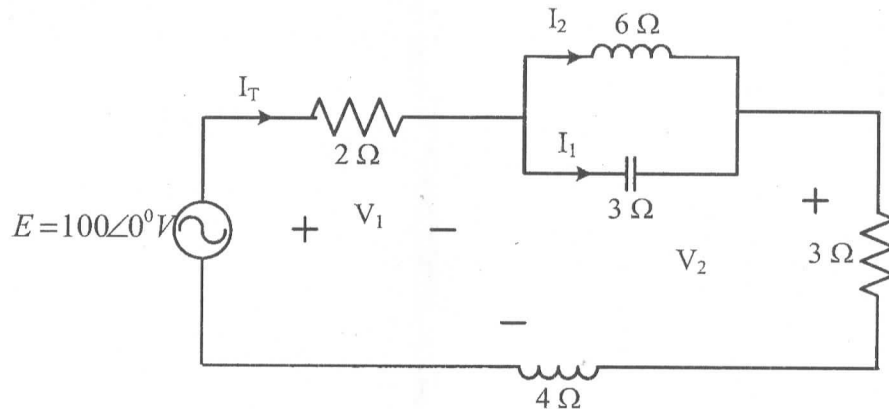 I₂
6 Ω
I_T
2 Ω
I₁
3 Ω
E = 100∠0⁰ V
+ V₁ −
+
V₂
3 Ω
−
4 Ω